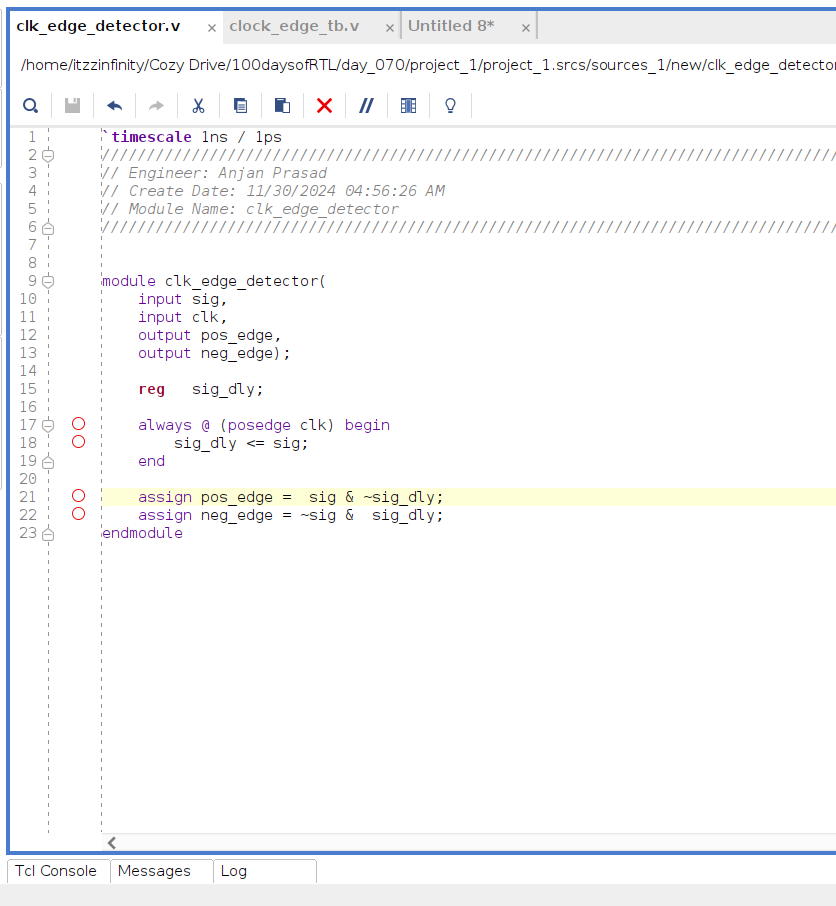 clk_edge_detector.v × clock_edge_tb.v × Untitled 8* ×
/home/itzzinfinity/Cozy Drive/100daysofRTL/day_070/project_1/project_1.srcs/sources_1/new/clk_edge_detector
1 `timescale 1ns / 1ps
2 //////////////////////////////////////////////////////////////////////////////////
3 // Engineer: Anjan Prasad
4 // Create Date: 11/30/2024 04:56:26 AM
5 // Module Name: clk_edge_detector
6 //////////////////////////////////////////////////////////////////////////////////
7
8
9 module clk_edge_detector(
10     input sig,
11     input clk,
12     output pos_edge,
13     output neg_edge);
14
15     reg   sig_dly;
16
17     always @ (posedge clk) begin
18         sig_dly <= sig;
19     end
20
21     assign pos_edge =  sig & ~sig_dly;
22     assign neg_edge = ~sig &  sig_dly;
23 endmodule
Tcl Console Messages Log